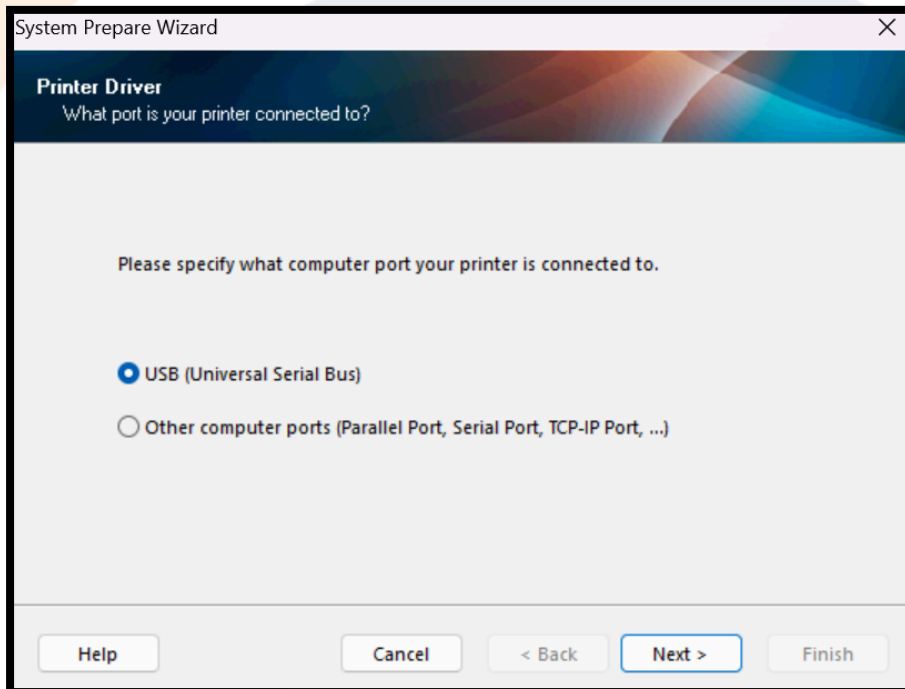 System Prepare Wizard
Printer Driver
What port is your printer connected to?
Please specify what computer port your printer is connected to.
USB (Universal Serial Bus)
Other computer ports (Parallel Port, Serial Port, TCP-IP Port, ...)
Help Cancel < Back Next > Finish